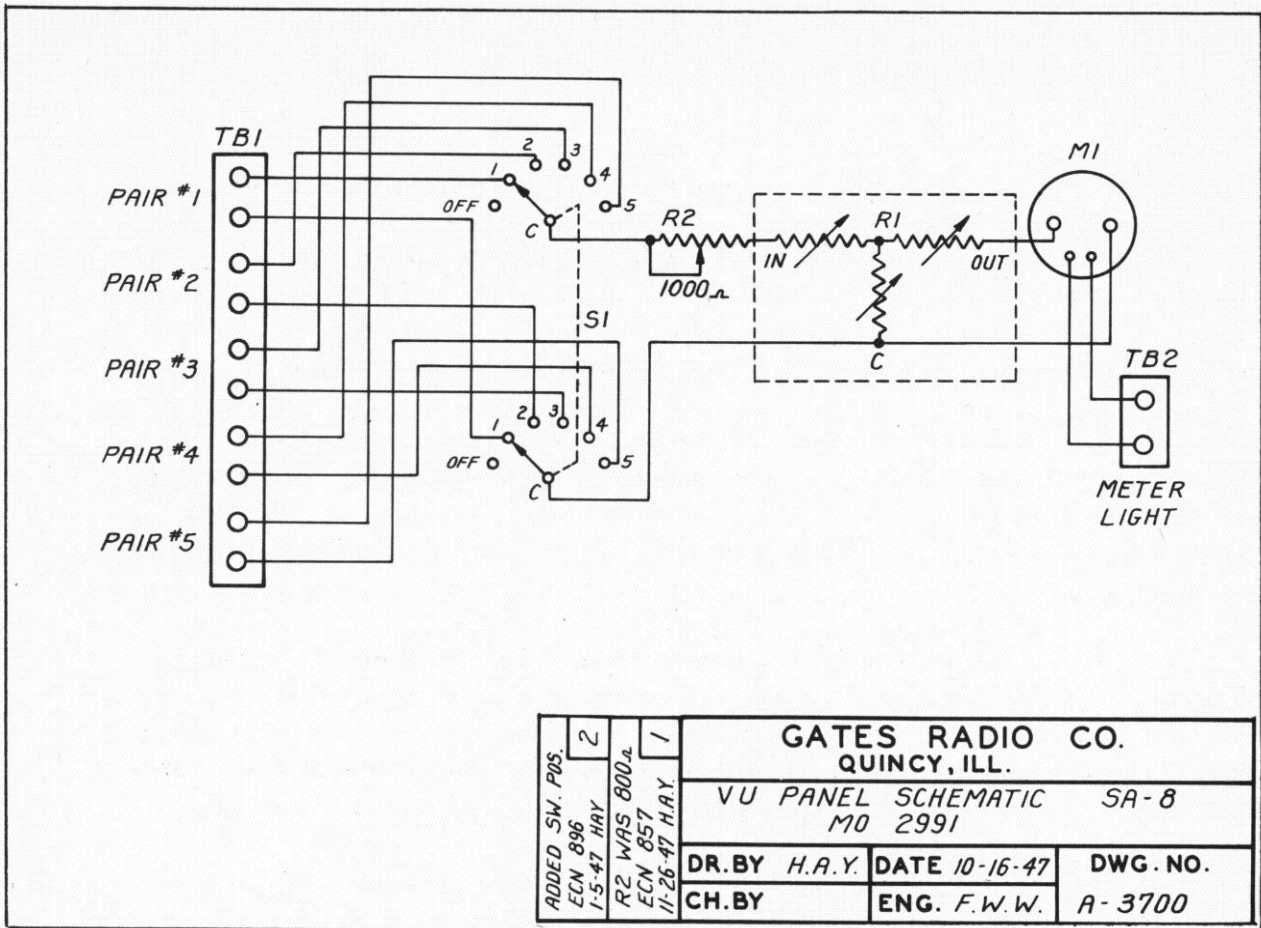 TB1
PAIR #1
PAIR #2
PAIR #3
PAIR #4
PAIR #5
OFF
1
2
3
4
5
C
S1
OFF
1
2
3
4
5
C
R2
1000Ω
IN
R1
OUT
C
M1
TB2
METER
LIGHT
ADDED SW. POS.
ECN 896
1-5-47 HAY
2
R2 WAS 800Ω
ECN 857
11-26-47 H.A.Y.
1
GATES RADIO CO.
QUINCY, ILL.
VU PANEL SCHEMATIC SA-8
MO 2991
DR. BY H.A.Y. DATE 10-16-47 DWG. NO.
CH. BY ENG. F.W.W. A-3700